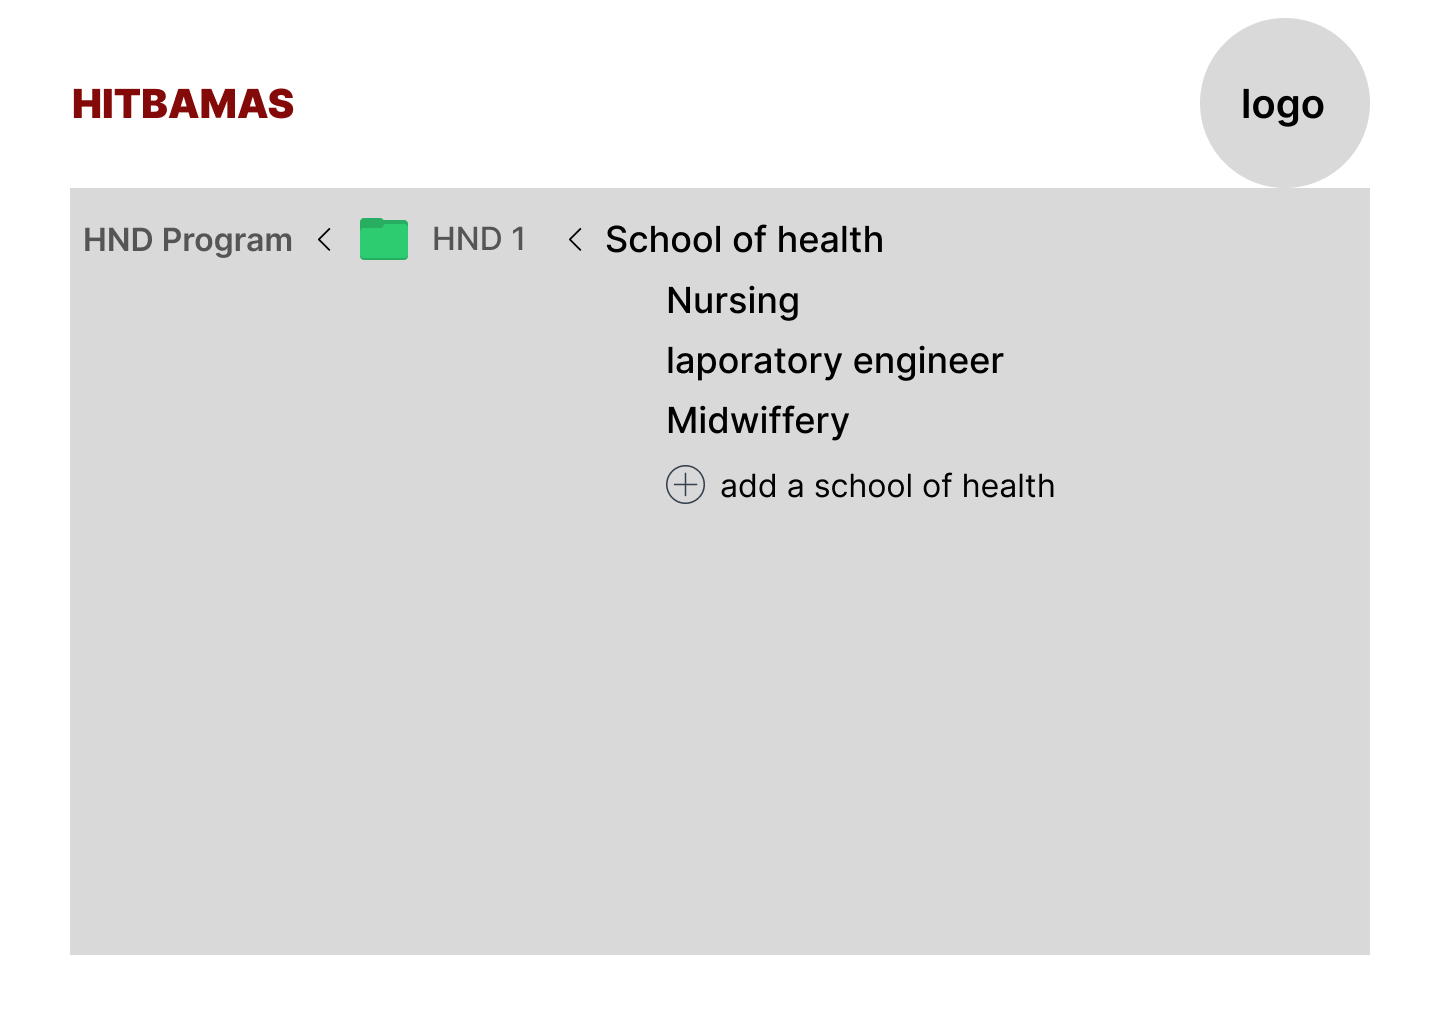 HITBAMAS
logo
HND Program < HND 1 < School of health
Nursing
laporatory engineer
Midwiffery
add a school of health